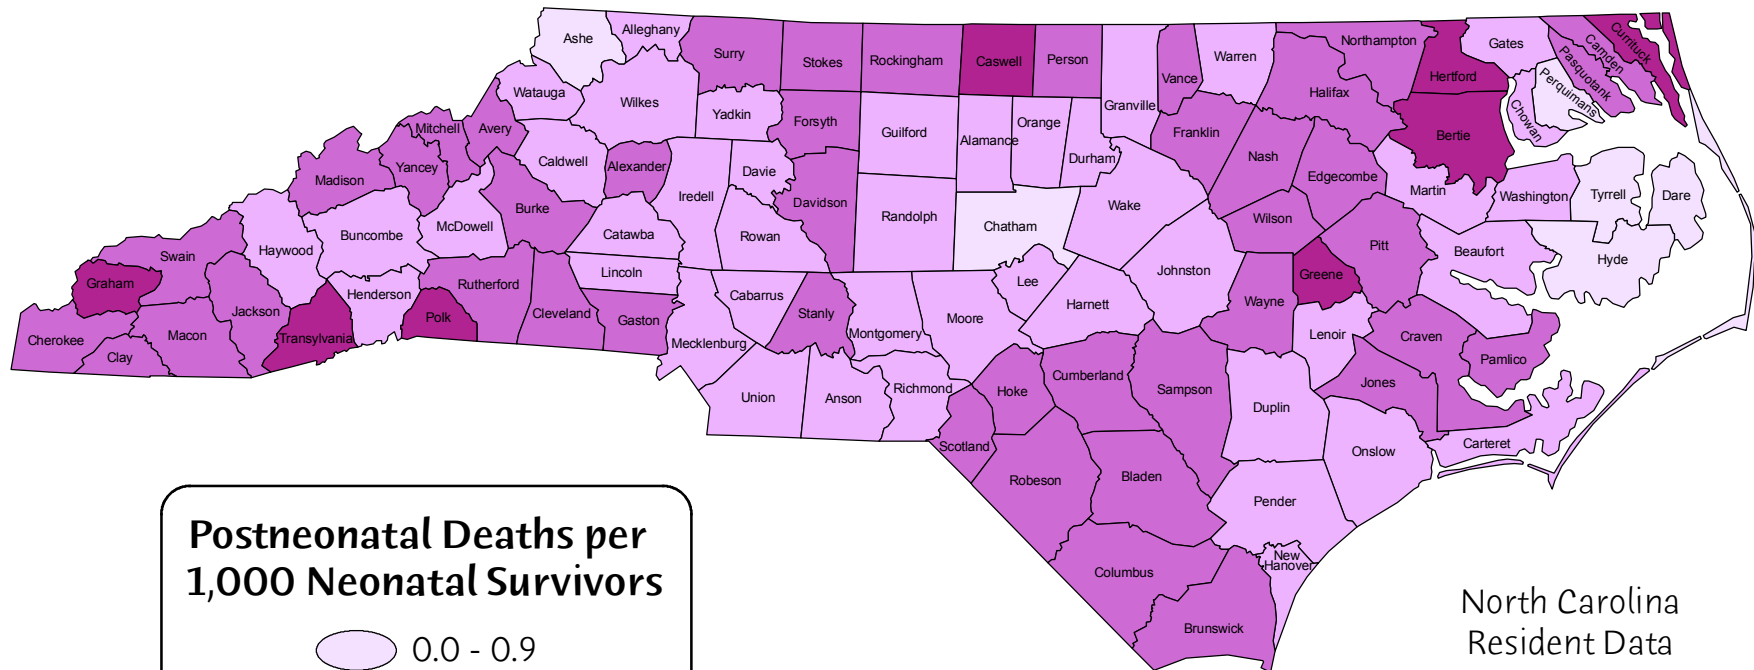 Ashe
Alleghany
Surry
Stokes
Rockingham
Caswell
Person
Granville
Vance
Warren
Northampton
Halifax
Hertford
Gates
Currituck
Camden
Pasquotank
Perquimans
Chowan
Bertie
Watauga
Wilkes
Yadkin
Forsyth
Guilford
Alamance
Orange
Durham
Franklin
Nash
Edgecombe
Martin
Washington
Tyrrell
Dare
Mitchell
Avery
Yancey
Madison
Caldwell
Alexander
Iredell
Davie
Davidson
Randolph
Chatham
Wake
Wilson
Pitt
Beaufort
Hyde
Burke
McDowell
Buncombe
Haywood
Swain
Graham
Catawba
Rowan
Lincoln
Johnston
Greene
Wayne
Lee
Harnett
Lenoir
Craven
Pamlico
Jones
Cherokee
Clay
Macon
Jackson
Transylvania
Henderson
Polk
Rutherford
Cleveland
Gaston
Mecklenburg
Cabarrus
Stanly
Montgomery
Moore
Union
Anson
Richmond
Hoke
Cumberland
Sampson
Duplin
Onslow
Carteret
Scotland
Robeson
Bladen
Pender
New
Hanover
Columbus
Brunswick
Postneonatal Deaths per
1,000 Neonatal Survivors
0.0 - 0.9
North Carolina
Resident Data